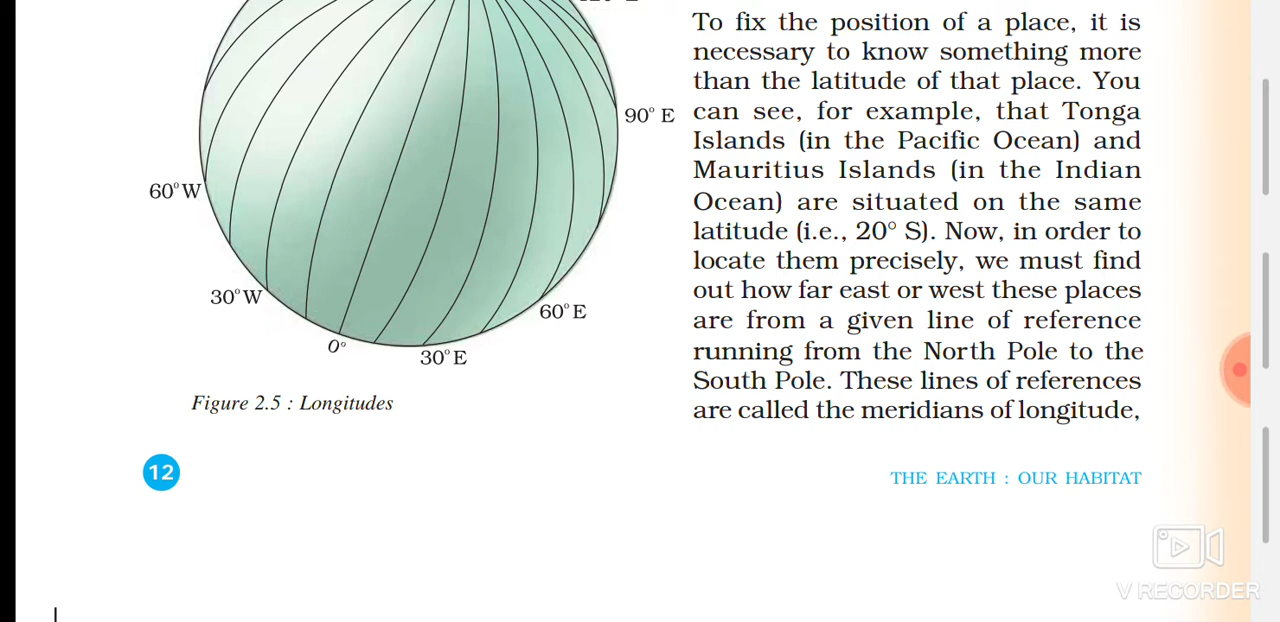 To fix the position of a place, it is
necessary to know something more
than the latitude of that place. You
can see, for example, that Tonga
Islands (in the Pacific Ocean) and
Mauritius Islands (in the Indian
Ocean) are situated on the same
latitude (i.e., 20° S). Now, in order to
locate them precisely, we must find
out how far east or west these places
are from a given line of reference
running from the North Pole to the
South Pole. These lines of references
are called the meridians of longitude,
90° E
60° W
30° W
60° E
0°
30° E
Figure 2.5 : Longitudes
12
THE EARTH : OUR HABITAT
V RECORDER